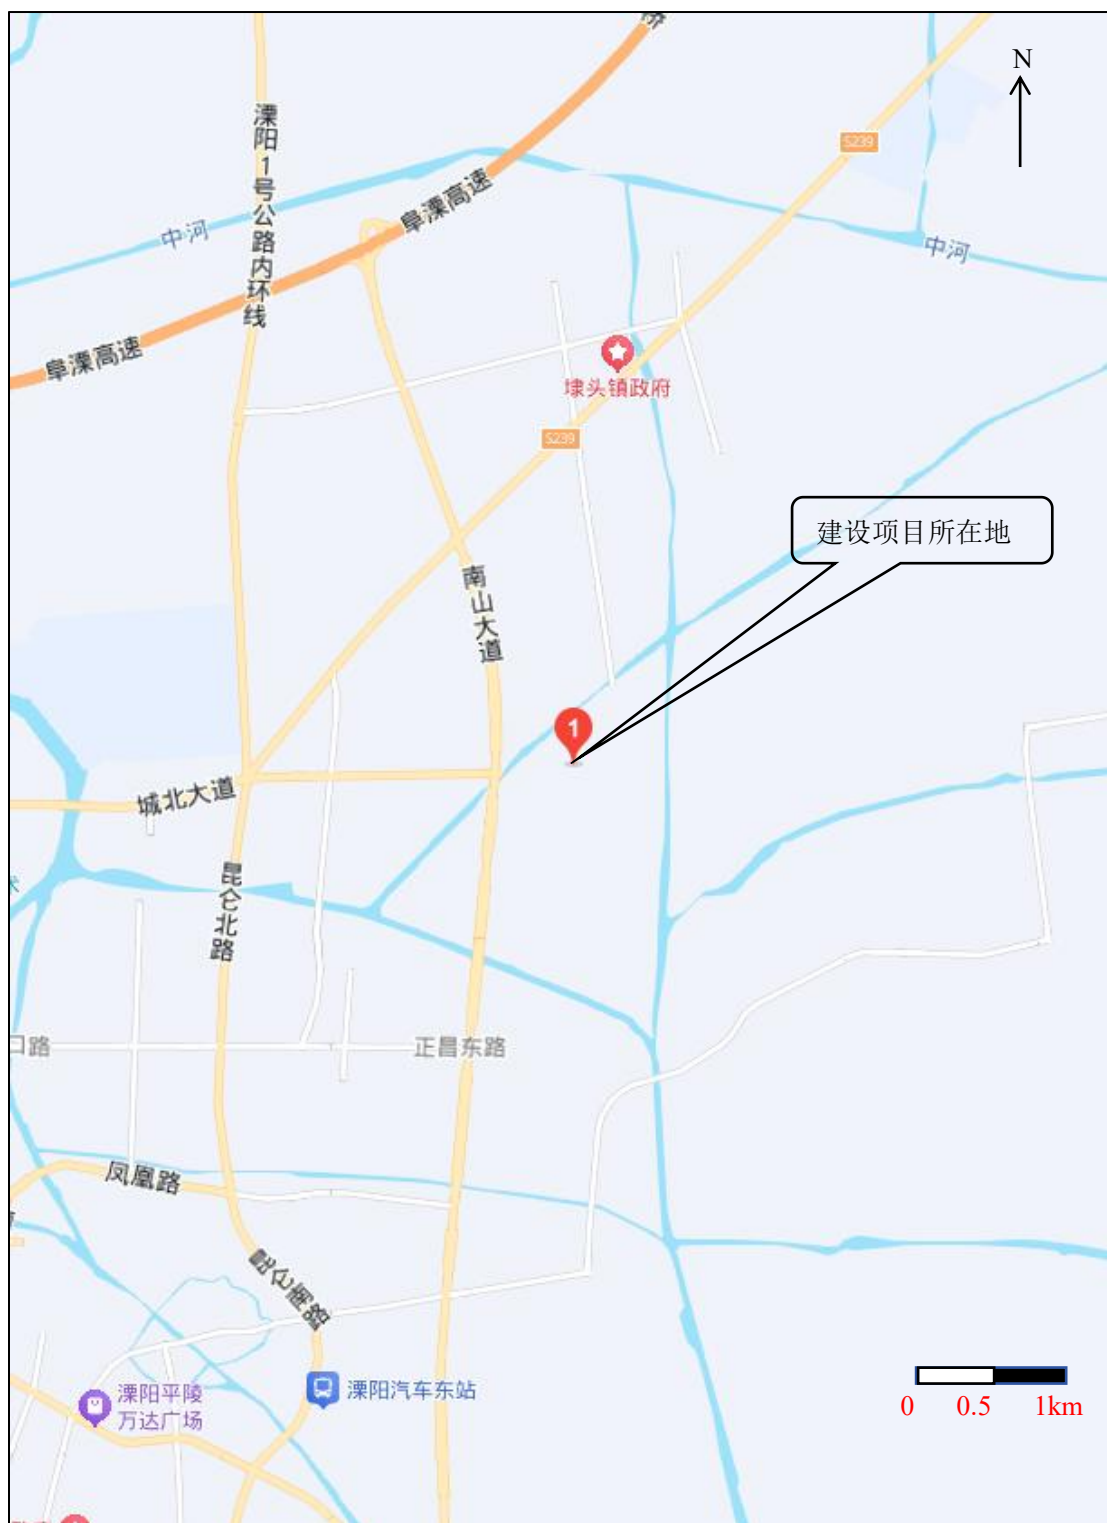 桥
N
溧阳1号公路内环线
S239
阜溧高速
中河
中河
阜溧高速
埭头镇政府
S239
建设项目所在地
南山大道
1
城北大道
昆仑北路
口路
正昌东路
凤凰路
昆仑南路
溧阳平陵
万达广场
溧阳汽车东站
0 0.5 1km